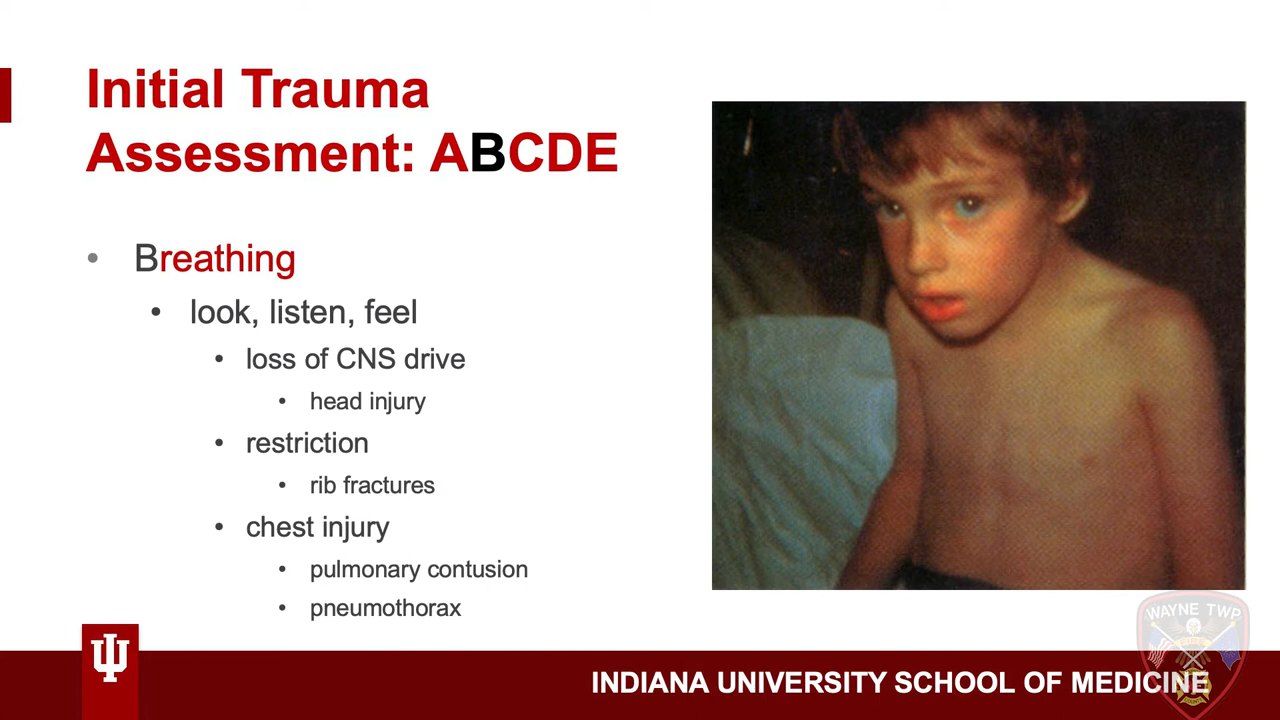 Initial Trauma
Assessment: ABCDE
• Breathing
• look, listen, feel
• loss of CNS drive
• head injury
• restriction
• rib fractures
• chest injury
• pulmonary contusion
• pneumothorax
WAYNE TWP
INDIANA UNIVERSITY SCHOOL OF MEDICINE